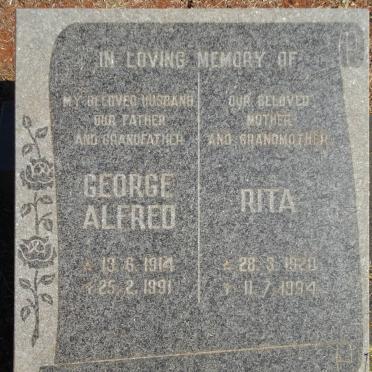 IN LOVING MEMORY OF
MY BELOVED HUSBAND
OUR FATHER
AND GRANDFATHER
GEORGE
ALFRED
* 13. 6. 1914
† 25. 2. 1991
OUR BELOVED
MOTHER
AND GRANDMOTHER
RITA
* 28. 3. 1920
† 11. 7. 1994